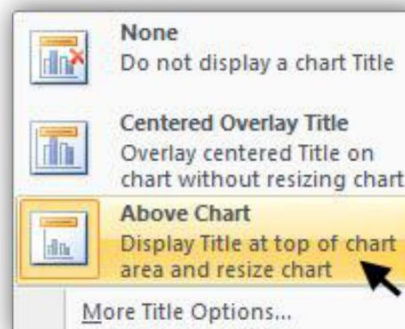 None
Do not display a chart Title
Centered Overlay Title
Overlay centered Title on
chart without resizing chart
Above Chart
Display Title at top of chart
area and resize chart
More Title Options...